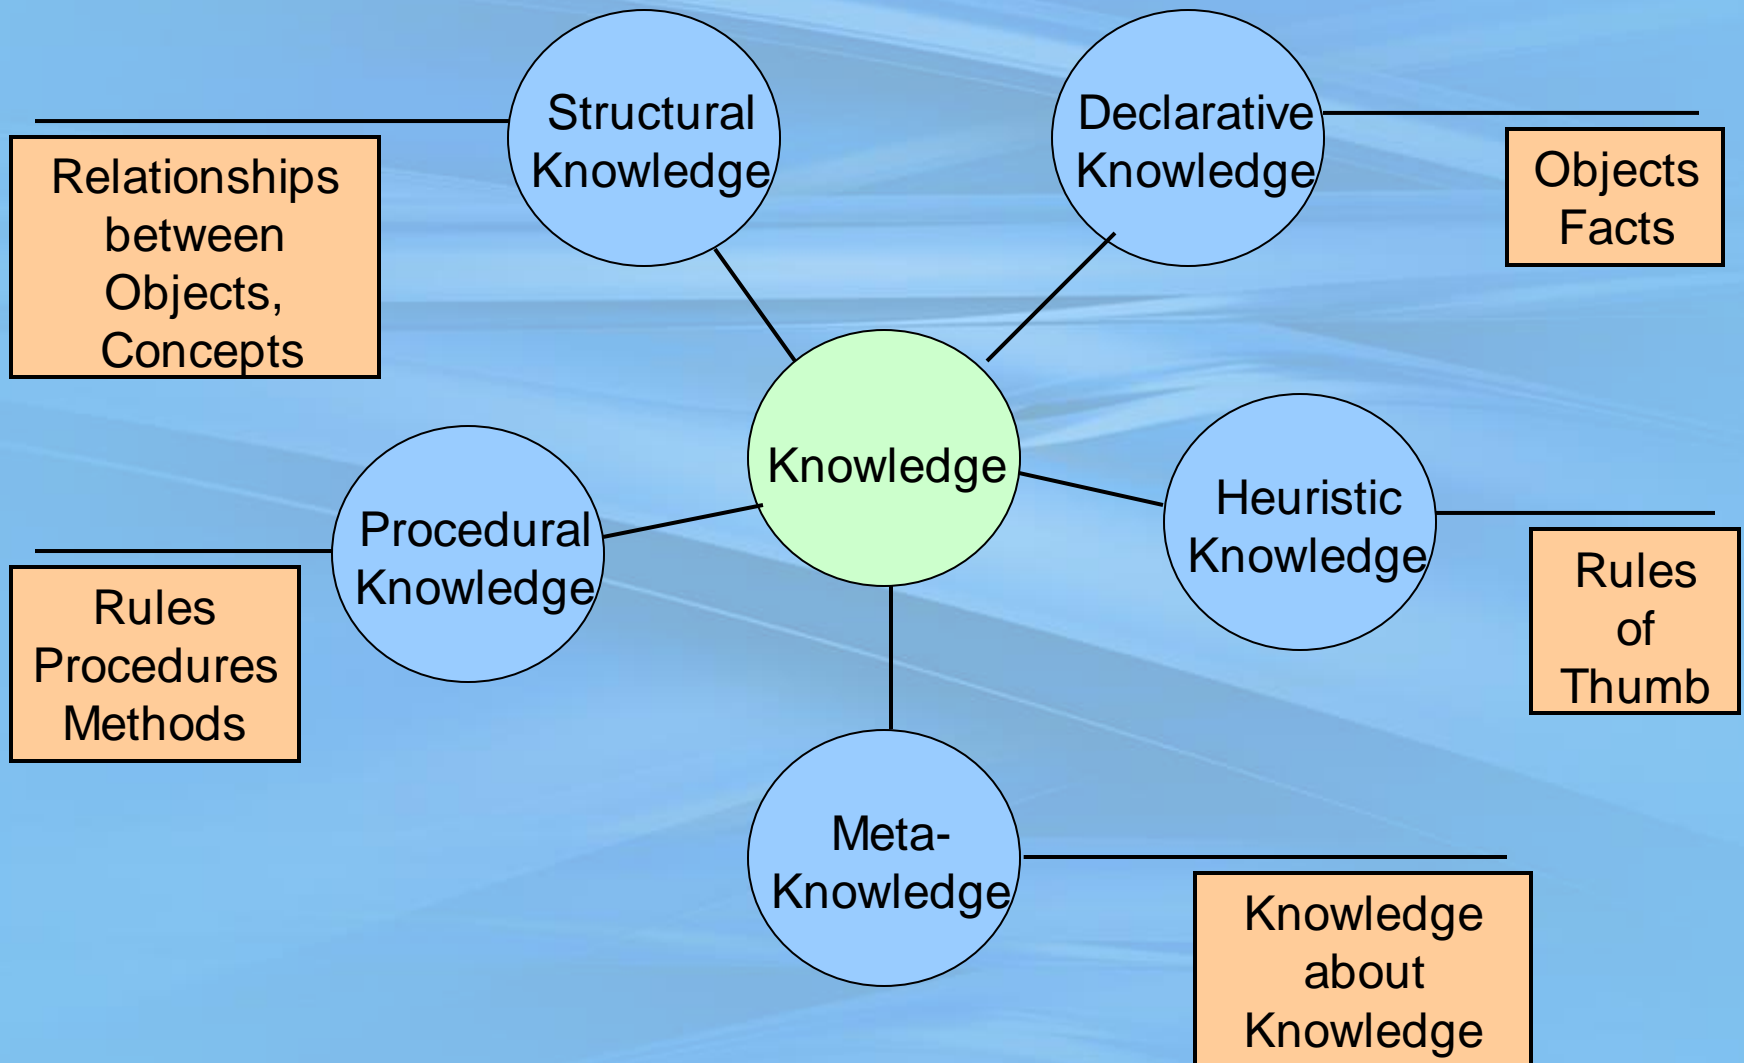 Structural
Knowledge
Declarative
Knowledge
Relationships
between
Objects,
Concepts
Objects
Facts
Knowledge
Heuristic
Knowledge
Procedural
Knowledge
Rules
of
Thumb
Rules
Procedures
Methods
Meta-
Knowledge
Knowledge
about
Knowledge